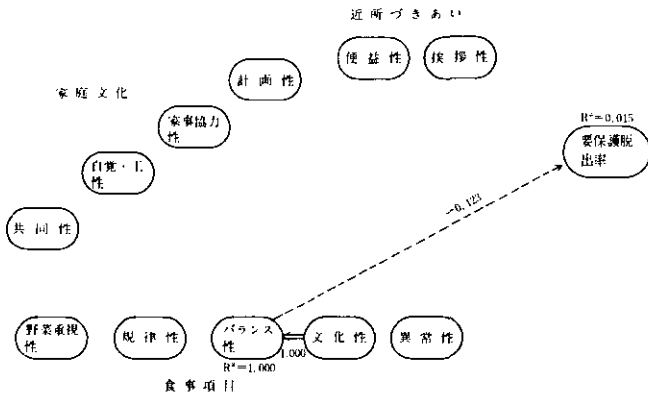 近所づきあい
便益性
挨拶性
計画性
家庭文化
家事協力
性
R²=0.015
要保護脱
出率
自覚・工
性
-0.123
共同性
野菜重視
性
規律性
バランス
性
1.000
文化性
異常性
R²=1.000
食事項目